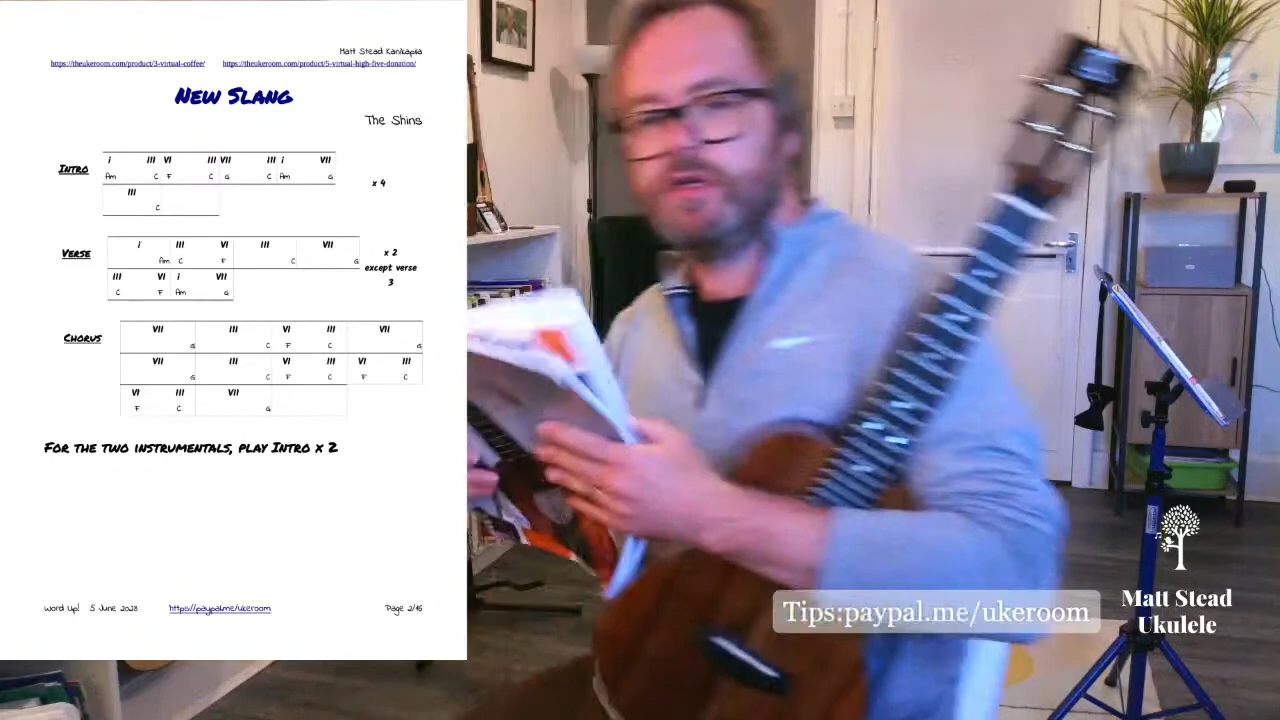 Matt Stead Kanikapila
https://theukeroom.com/product/3-virtual-coffee/ https://theukeroom.com/product/5-virtual-high-five-donation/
New Slang
The Shins
Intro
i III VI III VII III i VII
Am C F C G C Am G
x 4
III
C
Verse
i III VI III VII
Am C F C G
x 2
except verse
3
III VI i VII
C F Am G
Chorus
VII III VI III VII
G C F C G
VII III VI III VI III
G C F C F C
VI III VII
F C G
For the two instrumentals, play Intro x 2
Word Up! 5 June 2023 https://paypal.me/ukeroom Page 2/16
Tips:paypal.me/ukeroom
Matt Stead
Ukulele